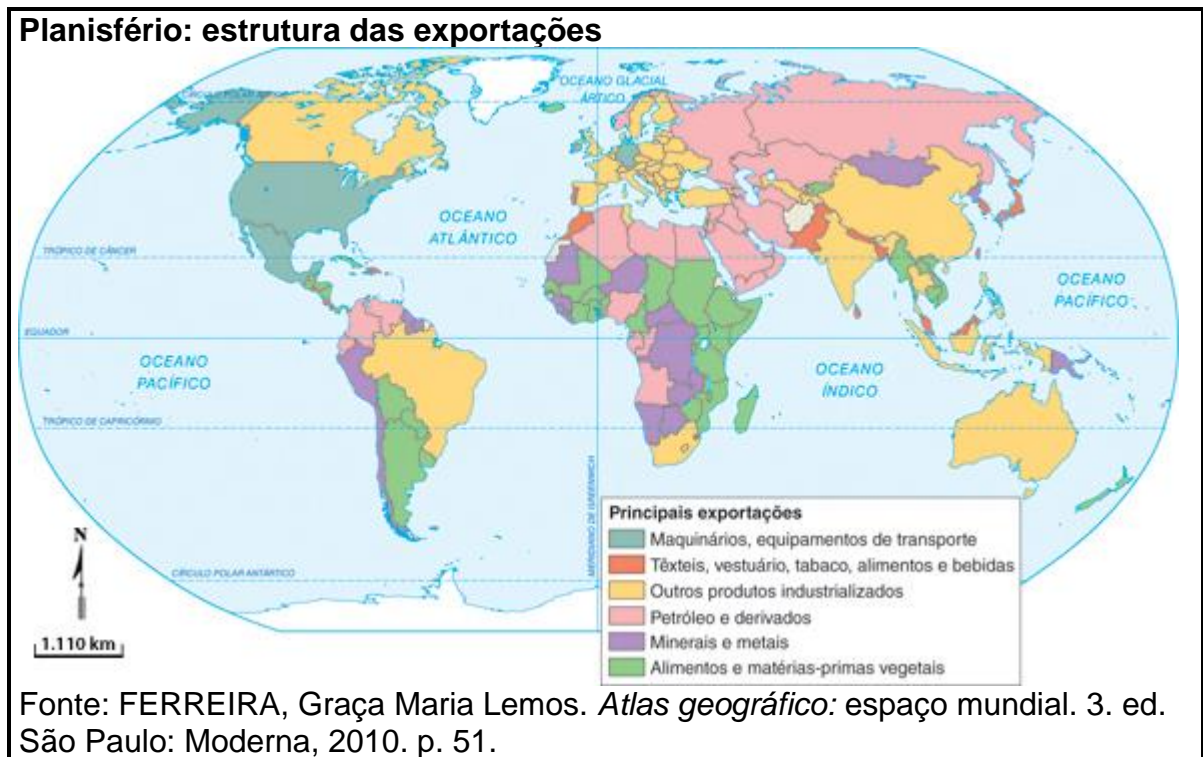 Planisfério: estrutura das exportações
OCEANO GLACIAL
ÁRTICO
CÍRCULO POLAR ÁRTICO
OCEANO
ATLÂNTICO
TRÓPICO DE CÂNCER
OCEANO
PACÍFICO
EQUADOR
OCEANO
PACÍFICO
OCEANO
ÍNDICO
TRÓPICO DE CAPRICÓRNIO
MERIDIANO DE GREENWICH
N
CÍRCULO POLAR ANTÁRTICO
1.110 km
Principais exportações
Maquinários, equipamentos de transporte
Têxteis, vestuário, tabaco, alimentos e bebidas
Outros produtos industrializados
Petróleo e derivados
Minerais e metais
Alimentos e matérias-primas vegetais
Fonte: FERREIRA, Graça Maria Lemos. Atlas geográfico: espaço mundial. 3. ed.
São Paulo: Moderna, 2010. p. 51.